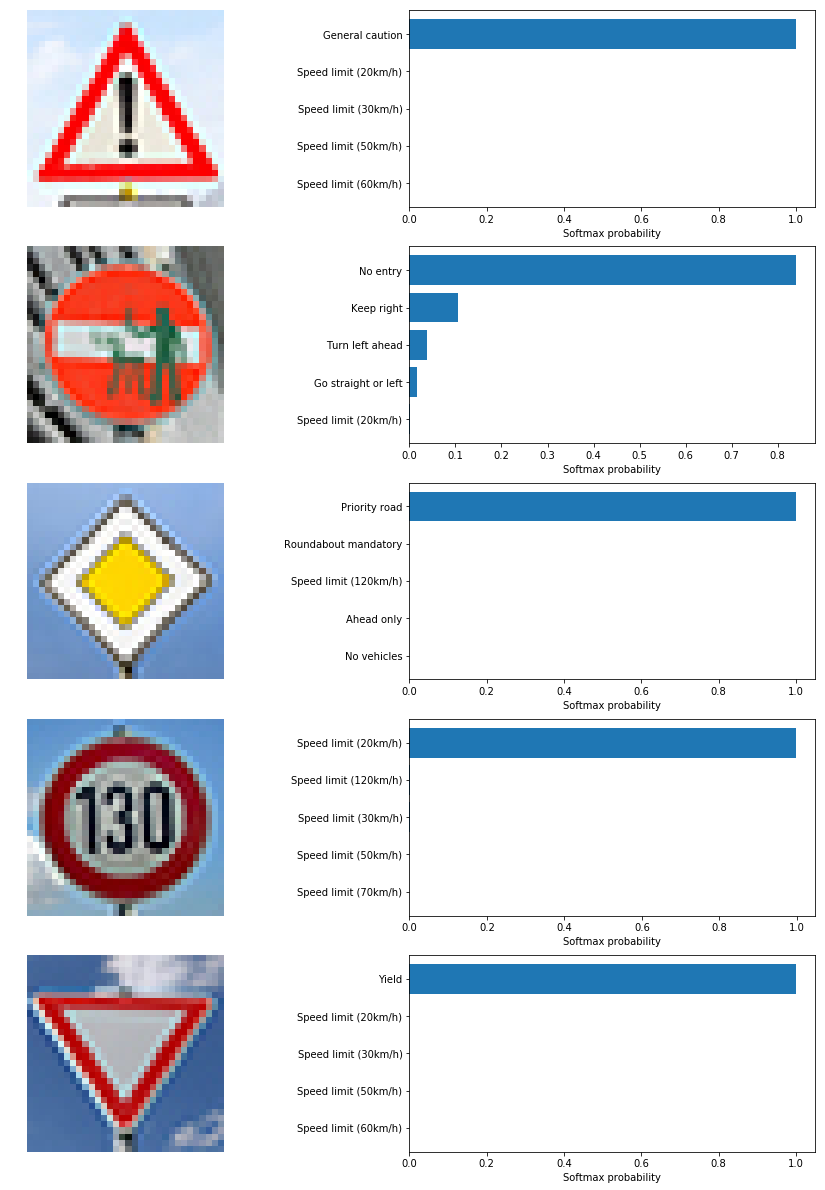 !
General caution
Speed limit (20km/h)
Speed limit (30km/h)
Speed limit (50km/h)
Speed limit (60km/h)
0.0 0.2 0.4 0.6 0.8 1.0
Softmax probability
No entry
Keep right
Turn left ahead
Go straight or left
Speed limit (20km/h)
0.0 0.1 0.2 0.3 0.4 0.5 0.6 0.7 0.8
Softmax probability
Priority road
Roundabout mandatory
Speed limit (120km/h)
Ahead only
No vehicles
0.0 0.2 0.4 0.6 0.8 1.0
Softmax probability
130
Speed limit (20km/h)
Speed limit (120km/h)
Speed limit (30km/h)
Speed limit (50km/h)
Speed limit (70km/h)
0.0 0.2 0.4 0.6 0.8 1.0
Softmax probability
Yield
Speed limit (20km/h)
Speed limit (30km/h)
Speed limit (50km/h)
Speed limit (60km/h)
0.0 0.2 0.4 0.6 0.8 1.0
Softmax probability